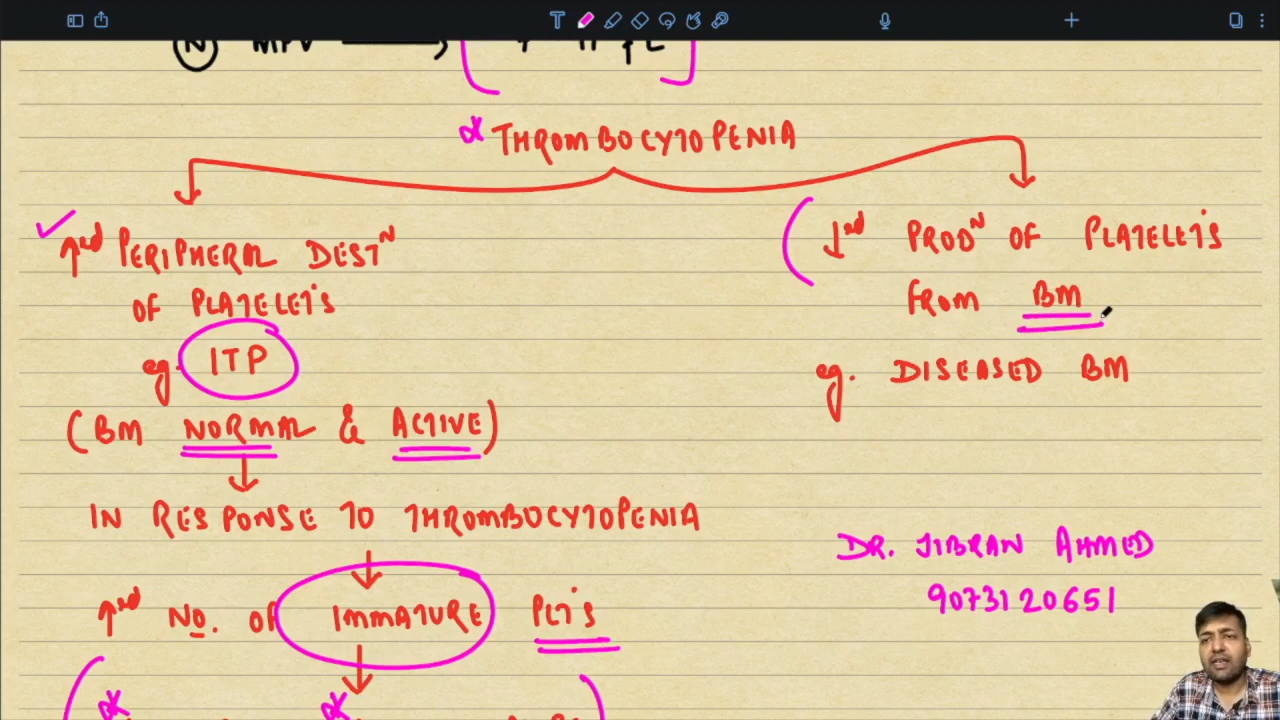 N MPV
* THROMBOCYTOPENIA
↑ed PERIPHERAL DESTN
OF PLATELETS
eg. ITP
(BM NORMAL & ACTIVE)
IN RESPONSE TO THROMBOCYTOPENIA
↑ed NO. OF IMMATURE PLTS
↓ed PRODN OF PLATELETS
FROM BM
eg. DISEASED BM
DR. JIBRAN AHMED
9073120651